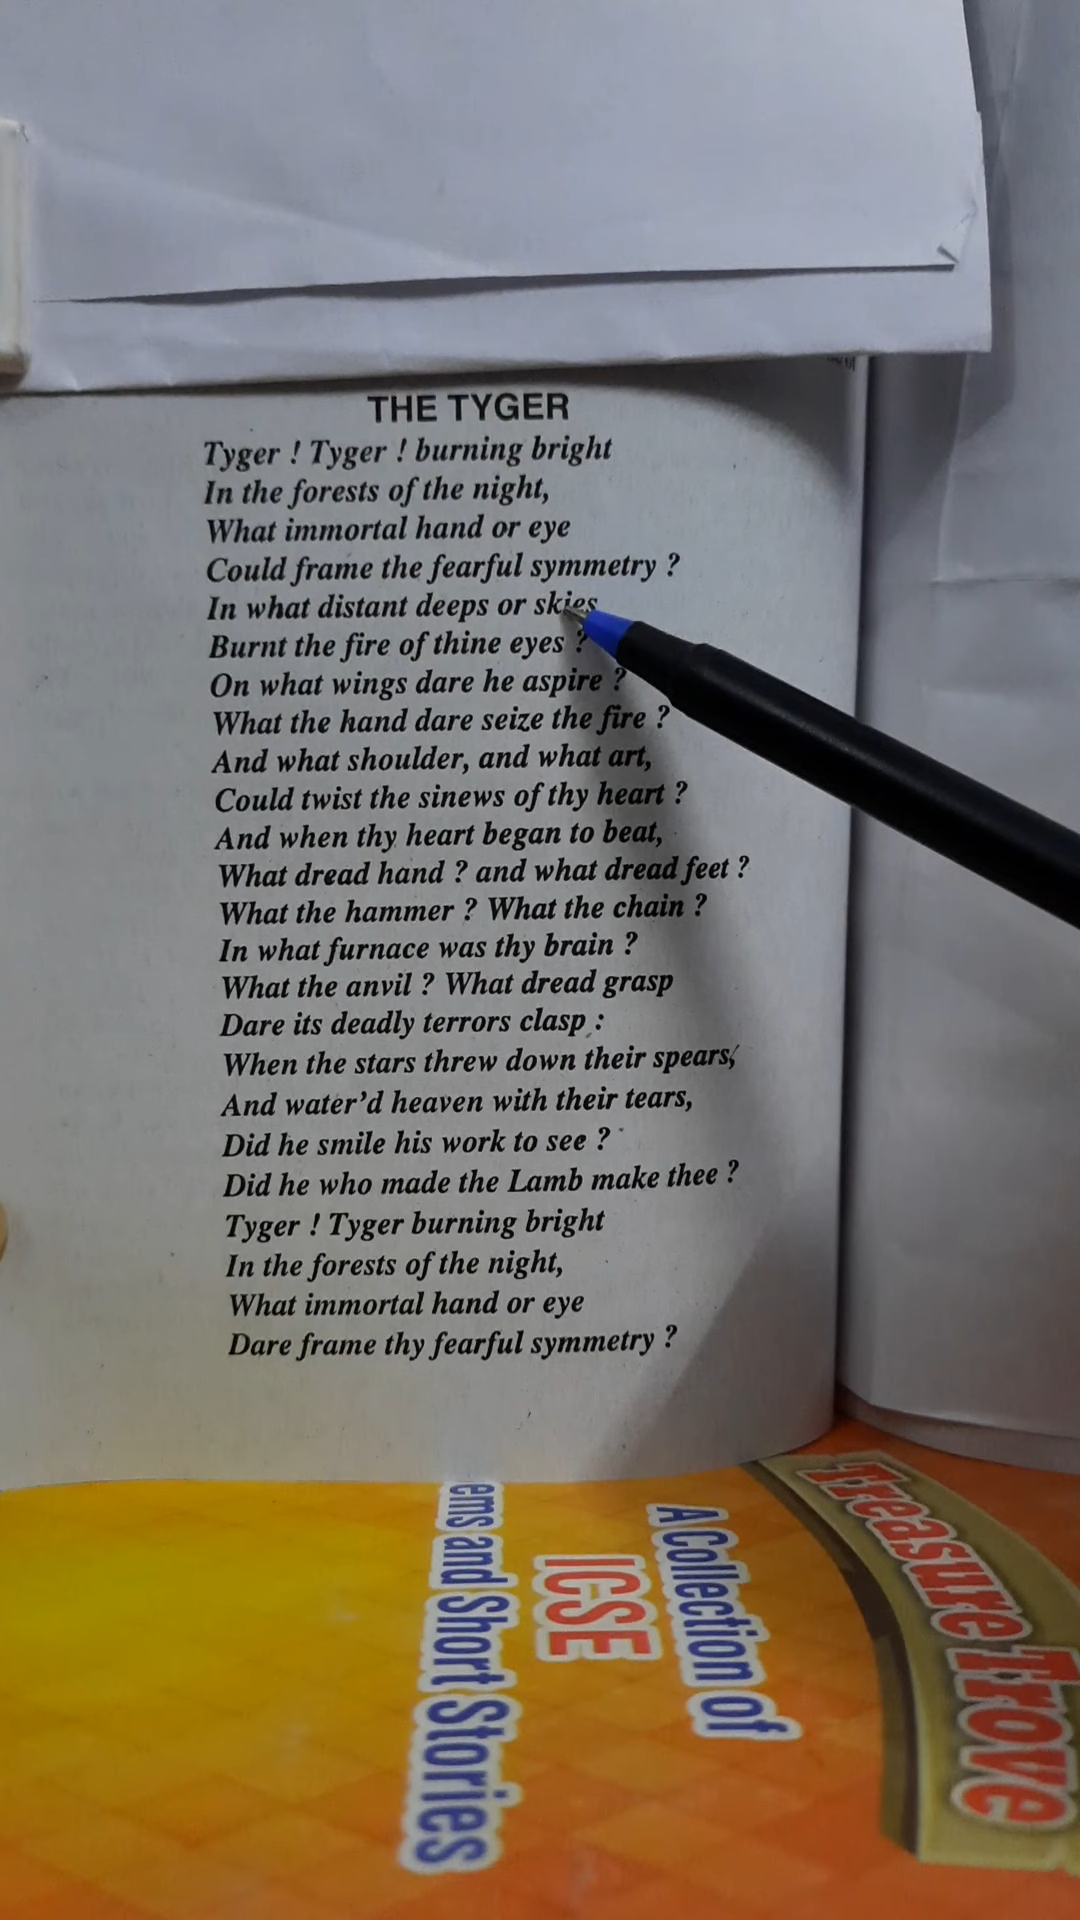 THE TYGER
Tyger ! Tyger ! burning bright
In the forests of the night,
What immortal hand or eye
Could frame the fearful symmetry ?
In what distant deeps or skies
Burnt the fire of thine eyes ?
On what wings dare he aspire ?
What the hand dare seize the fire ?
And what shoulder, and what art,
Could twist the sinews of thy heart ?
And when thy heart began to beat,
What dread hand ? and what dread feet ?
What the hammer ? What the chain ?
In what furnace was thy brain ?
What the anvil ? What dread grasp
Dare its deadly terrors clasp :
When the stars threw down their spears,
And water'd heaven with their tears,
Did he smile his work to see ?
Did he who made the Lamb make thee ?
Tyger ! Tyger burning bright
In the forests of the night,
What immortal hand or eye
Dare frame thy fearful symmetry ?
Treasure Trove
A Collection of
ICSE
ems and Short Stories